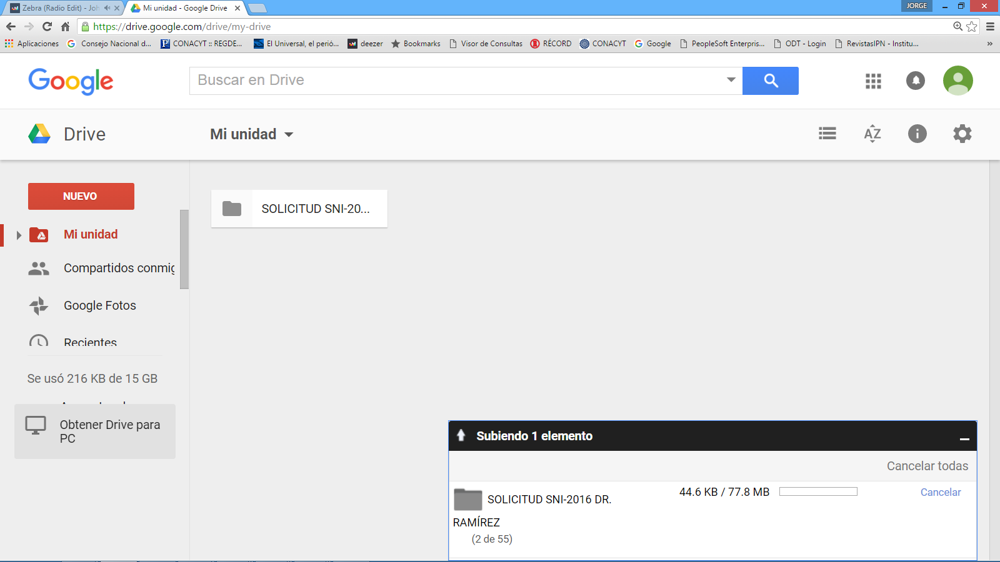 Zebra (Radio Edit) - Joh
Mi unidad - Google Drive
JORGE
https://drive.google.com/drive/my-drive
Aplicaciones
Consejo Nacional d...
CONACYT :: REGDE...
El Universal, el perió...
deezer
Bookmarks
Visor de Consultas
RÉCORD
CONACYT
Google
PeopleSoft Enterpris...
ODT - Login
RevistasIPN - Institu...
»
Google
Buscar en Drive
Drive
Mi unidad
AZ
NUEVO
SOLICITUD SNI-20...
Mi unidad
Compartidos conmig
Google Fotos
Recientes
Se usó 216 KB de 15 GB
Obtener Drive para
PC
Subiendo 1 elemento
Cancelar todas
SOLICITUD SNI-2016 DR.
RAMÍREZ
(2 de 55)
44.6 KB / 77.8 MB
Cancelar